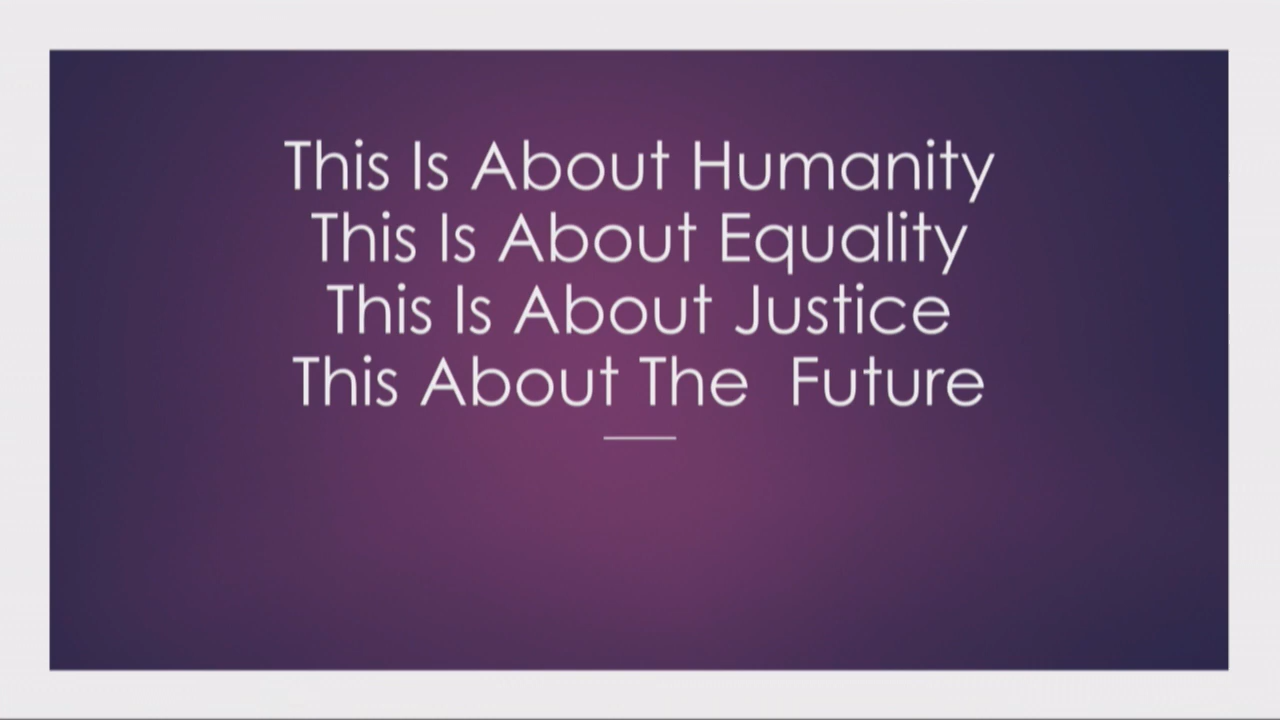 This Is About Humanity
This Is About Equality
This Is About Justice
This About The  Future